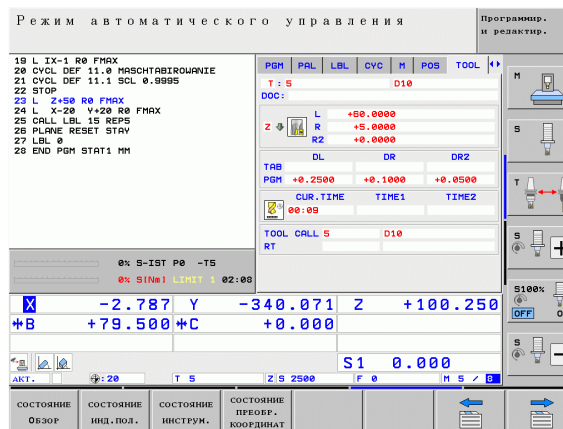 Режим автоматического управления
Программир.
и редактир.
19 L IX-1 R0 FMAX
20 CYCL DEF 11.0 MASCHTABIROWANIE
21 CYCL DEF 11.1 SCL 0.9995
22 STOP
23 L Z+50 R0 FMAX
24 L X-20 Y+20 R0 FMAX
25 CALL LBL 15 REP5
26 PLANE RESET STAY
27 LBL 0
28 END PGM STAT1 MM
0% S-IST P0 -T5
0% S[Nm] LIMIT 1 02:08
PGM PAL LBL CYC M POS TOOL
T : 5 D10
DOC:
Z L +60.0000
R +5.0000
R2 +0.0000
DL DR DR2
TAB
PGM +0.2500 +0.1000 +0.0500
CUR.TIME TIME1 TIME2
00:09
TOOL CALL 5 D10
RT
X -2.787 Y -340.071 Z +100.250
B +79.500 C +0.000
S1 0.000
АКТ. : 20 T 5 Z S 2500 F 0 M 5 / 8
M
S
T
S
S100%
OFF
S
СОСТОЯНИЕ ОБЗОР
СОСТОЯНИЕ ИНД.ПОЛ.
СОСТОЯНИЕ ИНСТРУМ.
СОСТОЯНИЕ ПРЕОБР. КООРДИНАТ